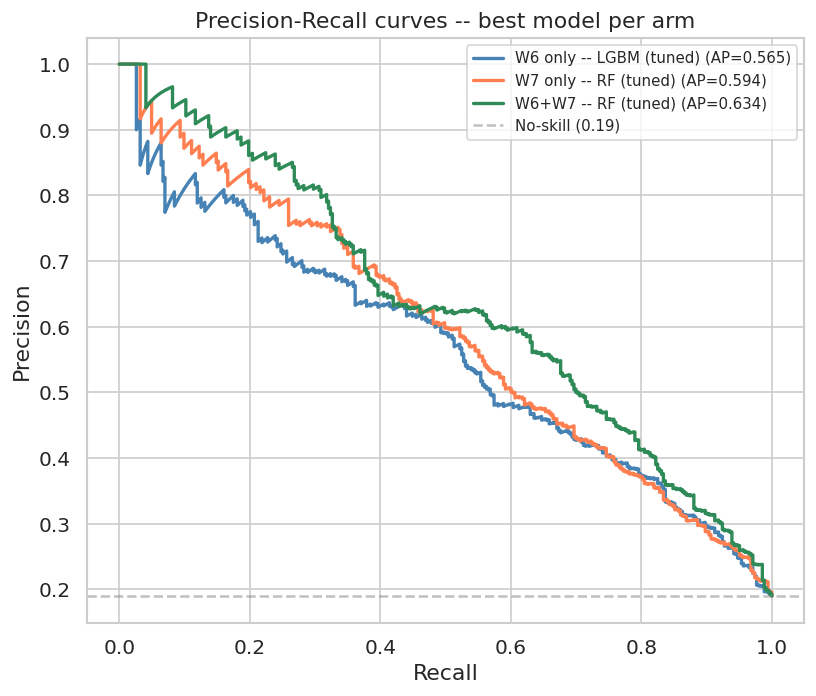 Precision-Recall curves -- best model per arm
W6 only -- LGBM (tuned) (AP=0.565)
W7 only -- RF (tuned) (AP=0.594)
W6+W7 -- RF (tuned) (AP=0.634)
No-skill (0.19)
Precision
1.0
0.9
0.8
0.7
0.6
0.5
0.4
0.3
0.2
0.0 0.2 0.4 0.6 0.8 1.0
Recall